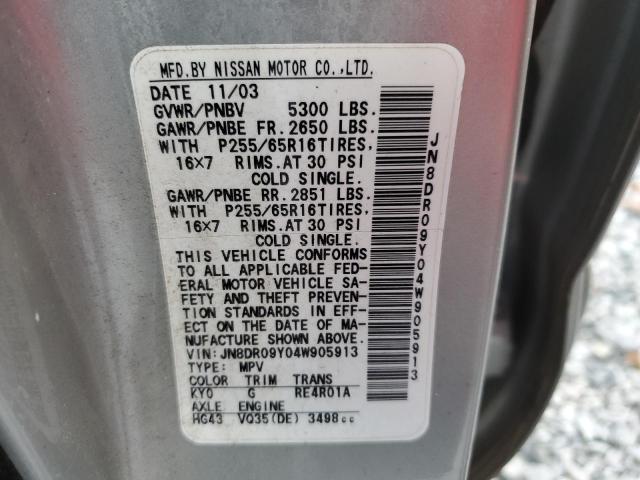 MFD.BY NISSAN MOTOR CO.,LTD.
DATE 11/03
GVWR/PNBV 5300 LBS.
GAWR/PNBE FR.2650 LBS.
WITH P255/65R16TIRES,
16×7 RIMS.AT 30 PSI
COLD SINGLE.
GAWR/PNBE RR.2851 LBS.
WITH P255/65R16TIRES,
16×7 RIMS.AT 30 PSI
COLD SINGLE.
THIS VEHICLE CONFORMS
TO ALL APPLICABLE FED-
ERAL MOTOR VEHICLE SA-
FETY AND THEFT PREVEN-
TION STANDARDS IN EFF-
ECT ON THE DATE OF MA-
NUFACTURE SHOWN ABOVE.
VIN:JN8DR09Y04W905913
TYPE: MPV
COLOR TRIM TRANS
KY0 G RE4R01A
AXLE ENGINE
HG43 VQ35(DE) 3498cc
JN8DR09Y04W905913